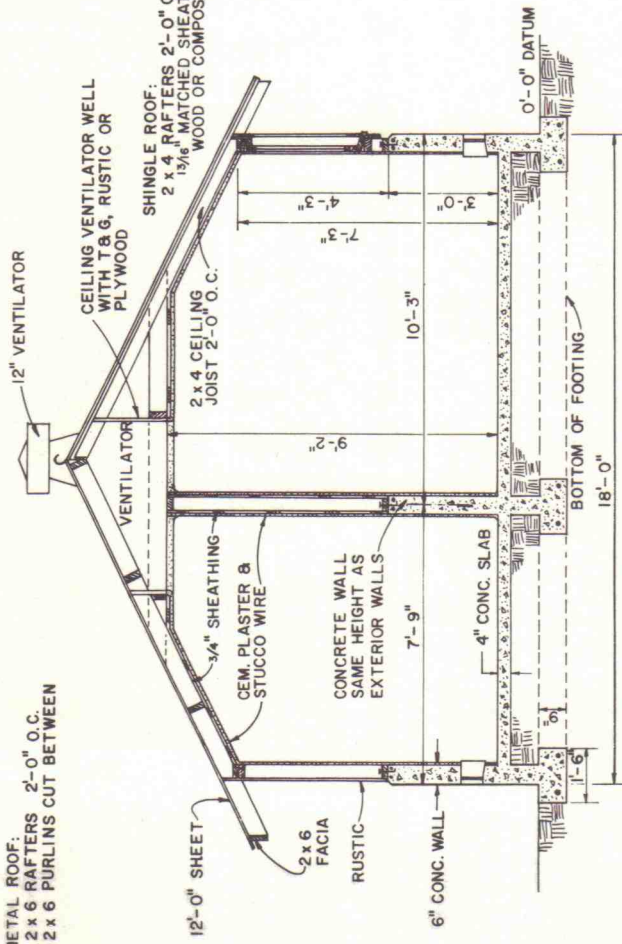 METAL ROOF:
2 x 6 RAFTERS 2'-0" O.C.
2 x 6 PURLINS CUT BETWEEN
12" VENTILATOR
CEILING VENTILATOR WELL
WITH T & G, RUSTIC OR
PLYWOOD
SHINGLE ROOF:
2 x 4 RAFTERS 2'-0"
13/16" MATCHED
WOOD OR
12'-0" SHEET
VENTILATOR
2 x 4 CEILING
JOIST 2'-0" O.C.
3/4" SHEATHING
2 x 6
FACIA
CEM. PLASTER &
STUCCO WIRE
RUSTIC
9'-2"
7'-3"
4'-3"
3'-0"
CONCRETE WALL
SAME HEIGHT AS
EXTERIOR WALLS
7'-9"
10'-3"
6" CONC. WALL
4" CONC. SLAB
0'-0" DATUM
9"
1'-6"
BOTTOM OF FOOTING
18'-0"